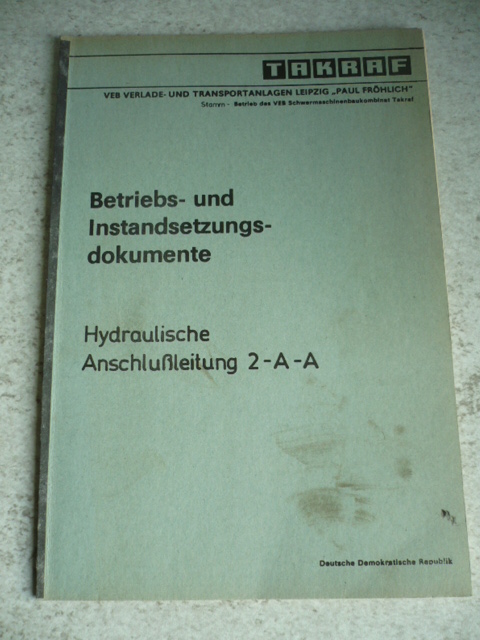 TAKRAF
VEB VERLADE- UND TRANSPORTANLAGEN LEIPZIG „PAUL FRÖHLICH"
Stamm - Betrieb des VEB Schwermaschinenbaukombinat Takraf
Betriebs- und
Instandsetzungs-
dokumente
Hydraulische
Anschlußleitung 2-A-A
Deutsche Demokratische Republik